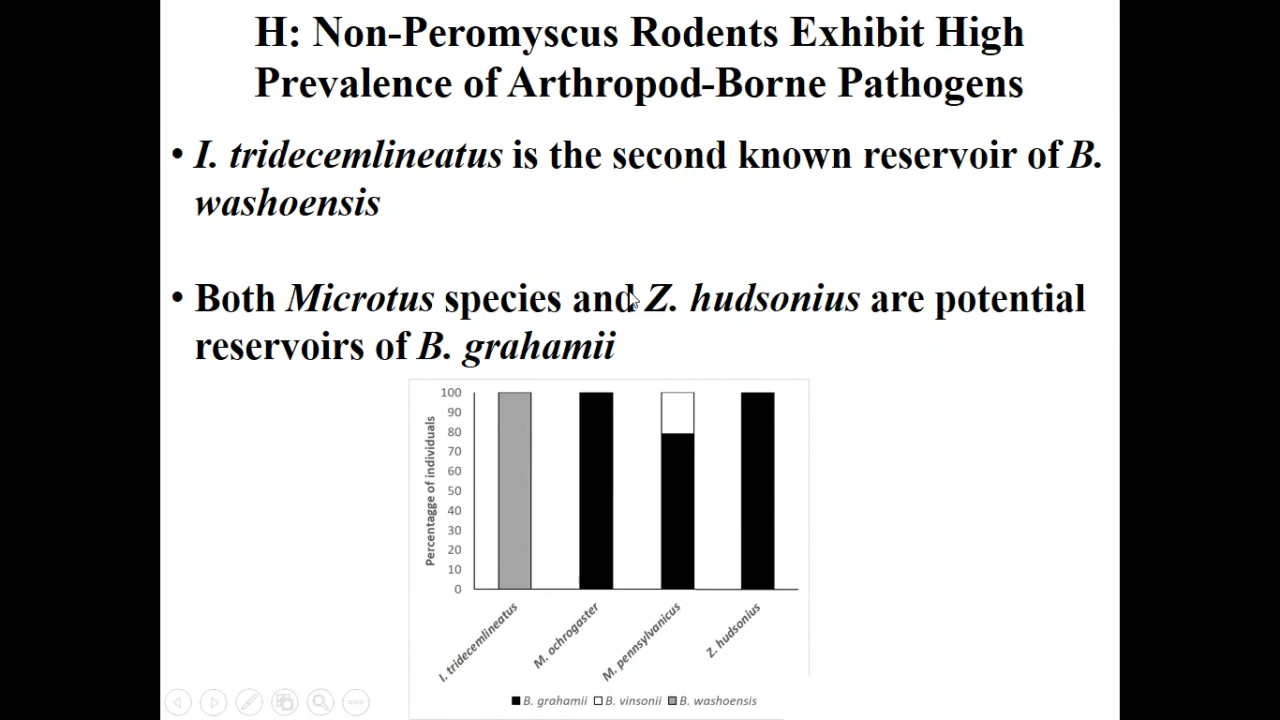 H: Non-Peromyscus Rodents Exhibit High
Prevalence of Arthropod-Borne Pathogens
• I. tridecemlineatus is the second known reservoir of B.
washoensis
• Both Microtus species and Z. hudsonius are potential
reservoirs of B. grahamii
Percentagge of individuals
100
90
80
70
60
50
40
30
20
10
0
I. tridecemlineatus
M. ochrogaster
M. pennsylvanicus
Z. hudsonius
B. grahamii B. vinsonii B. washoensis